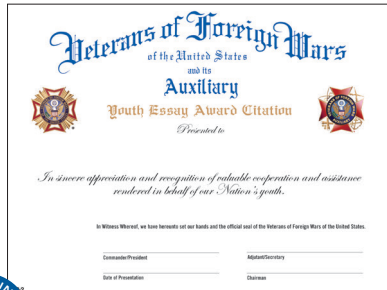 Veterans of Foreign Wars
of the United States
and its
Auxiliary
Youth Essay Award Citation
Presented to
In sincere appreciation and recognition of valuable cooperation and assistance
rendered in behalf of our Nation's youth.
In Witness Whereof, we have hereunto set our hands and the official seal of the Veterans of Foreign Wars of the United States.
Commander/President
Adjutant/Secretary
Date of Presentation
Chairman